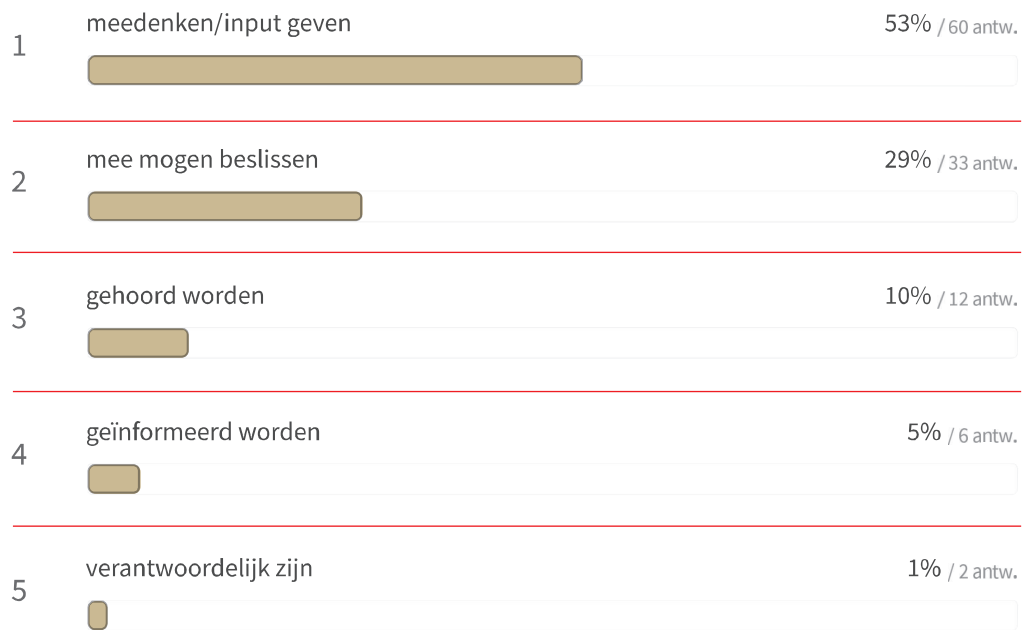 1 meedenken/input geven 53% / 60 antw.
2 mee mogen beslissen 29% / 33 antw.
3 gehoord worden 10% / 12 antw.
4 geïnformeerd worden 5% / 6 antw.
5 verantwoordelijk zijn 1% / 2 antw.